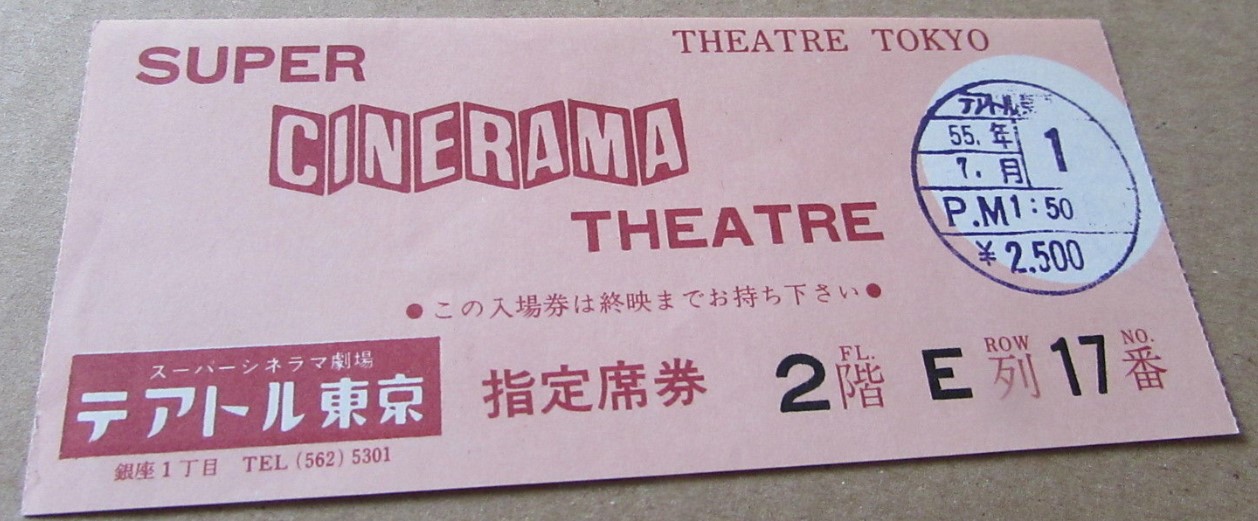 THEATRE TOKYO
SUPER
CINERAMA
THEATRE
テアトル東
55. 年
7. 月
1
P.M 1:50
¥2.500
●この入場券は終映までお持ち下さい●
スーパーシネラマ劇場
テアトル東京
銀座1丁目 TEL (562) 5301
指定席券 2 FL. 階 E ROW 列 17 NO. 番